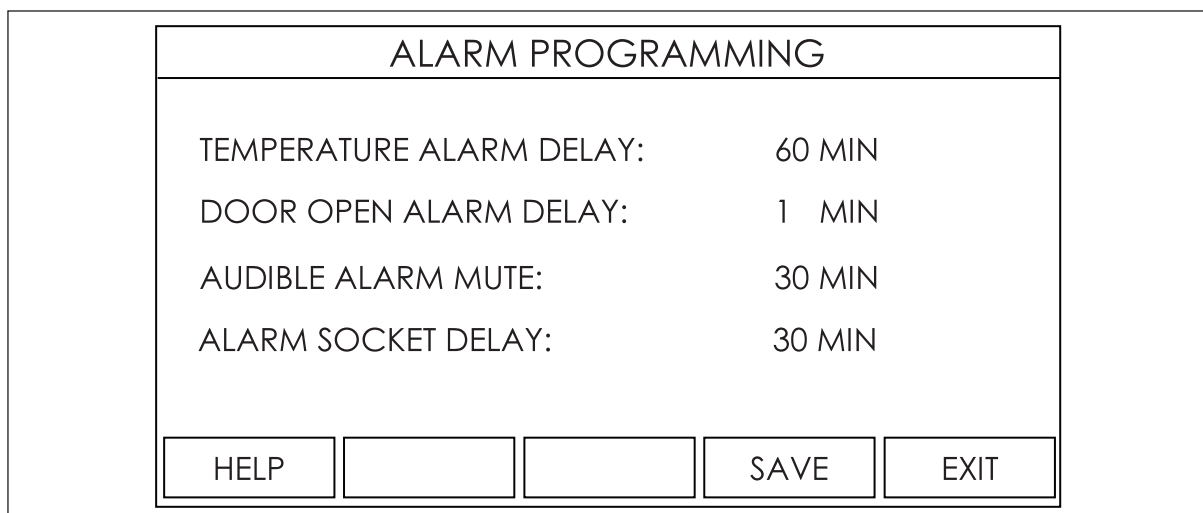 ALARM PROGRAMMING
TEMPERATURE ALARM DELAY: 60 MIN
DOOR OPEN ALARM DELAY: 1 MIN
AUDIBLE ALARM MUTE: 30 MIN
ALARM SOCKET DELAY: 30 MIN
HELP SAVE EXIT